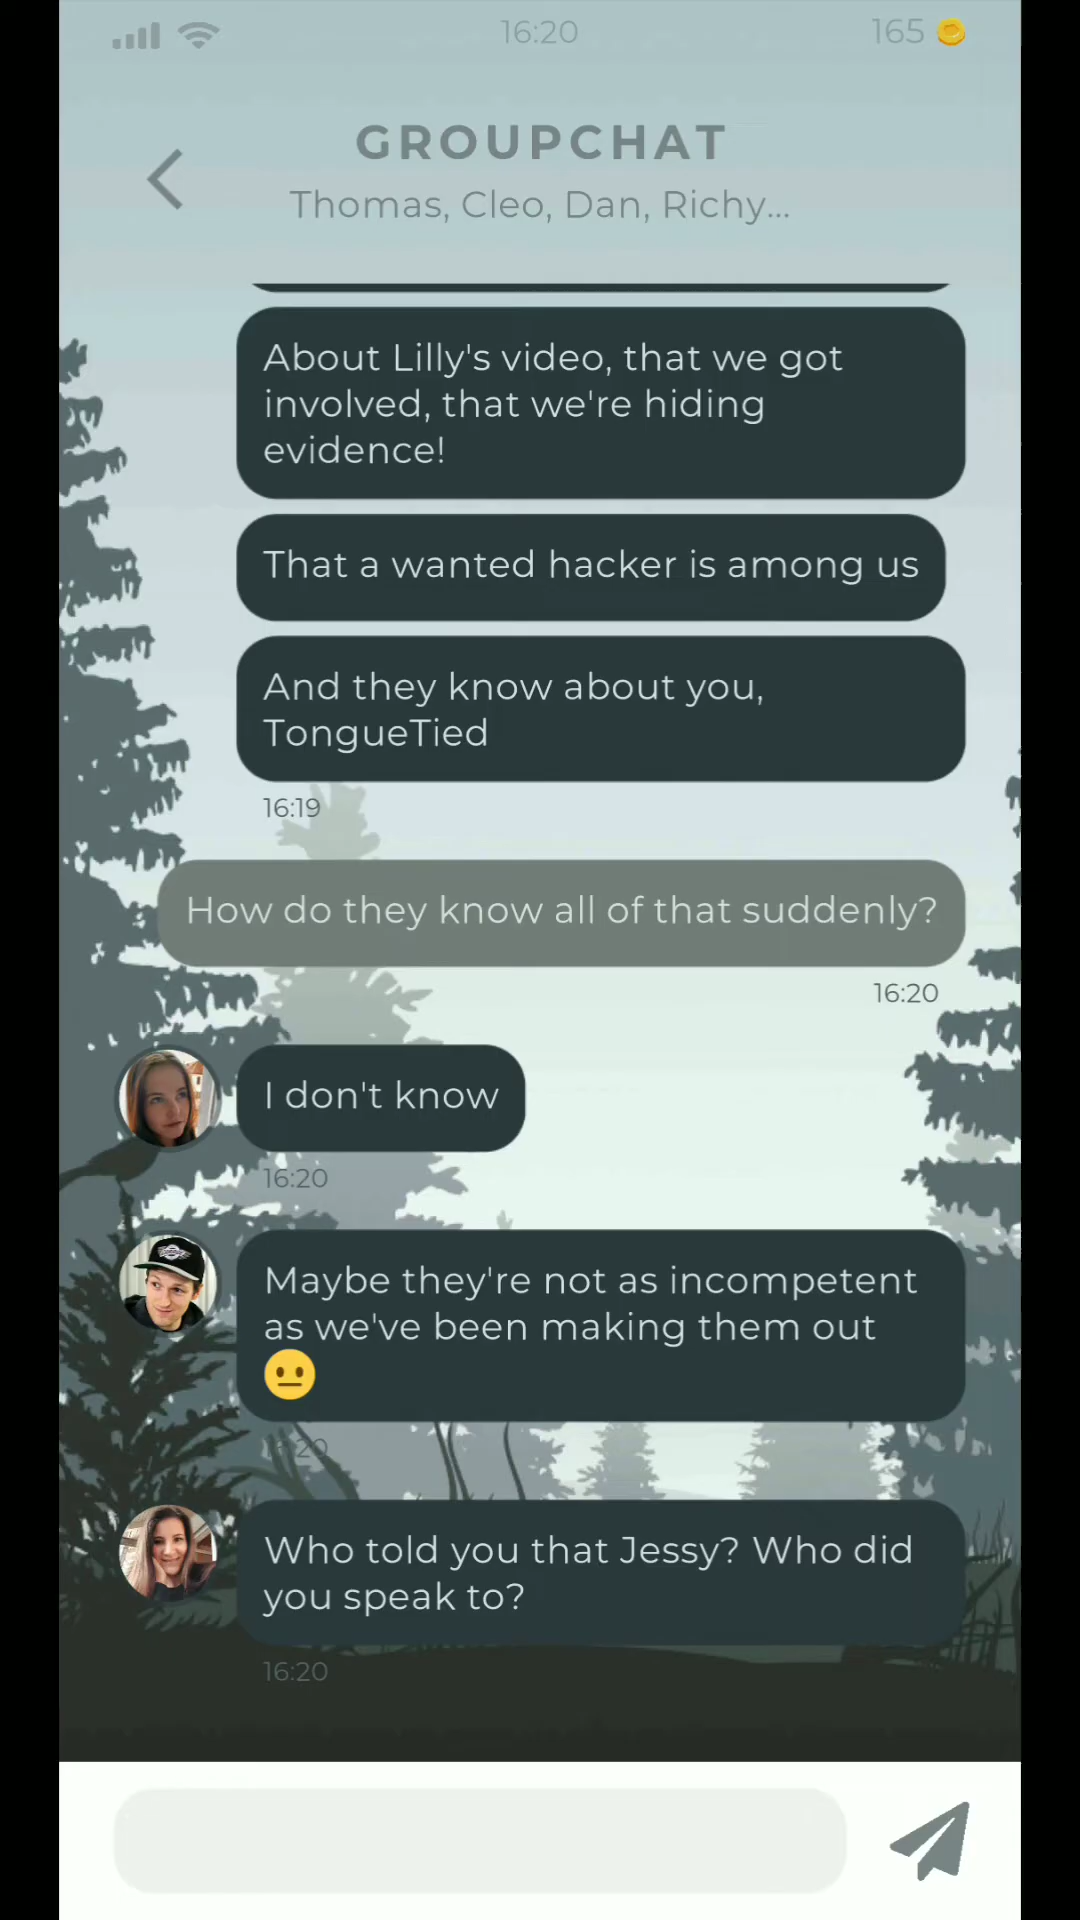 16:20
165
GROUPCHAT
Thomas, Cleo, Dan, Richy...
About Lilly's video, that we got
involved, that we're hiding
evidence!
That a wanted hacker is among us
And they know about you,
TongueTied
16:19
How do they know all of that suddenly?
16:20
I don't know
16:20
Maybe they're not as incompetent
as we've been making them out
😐
16:20
Who told you that Jessy? Who did
you speak to?
16:20